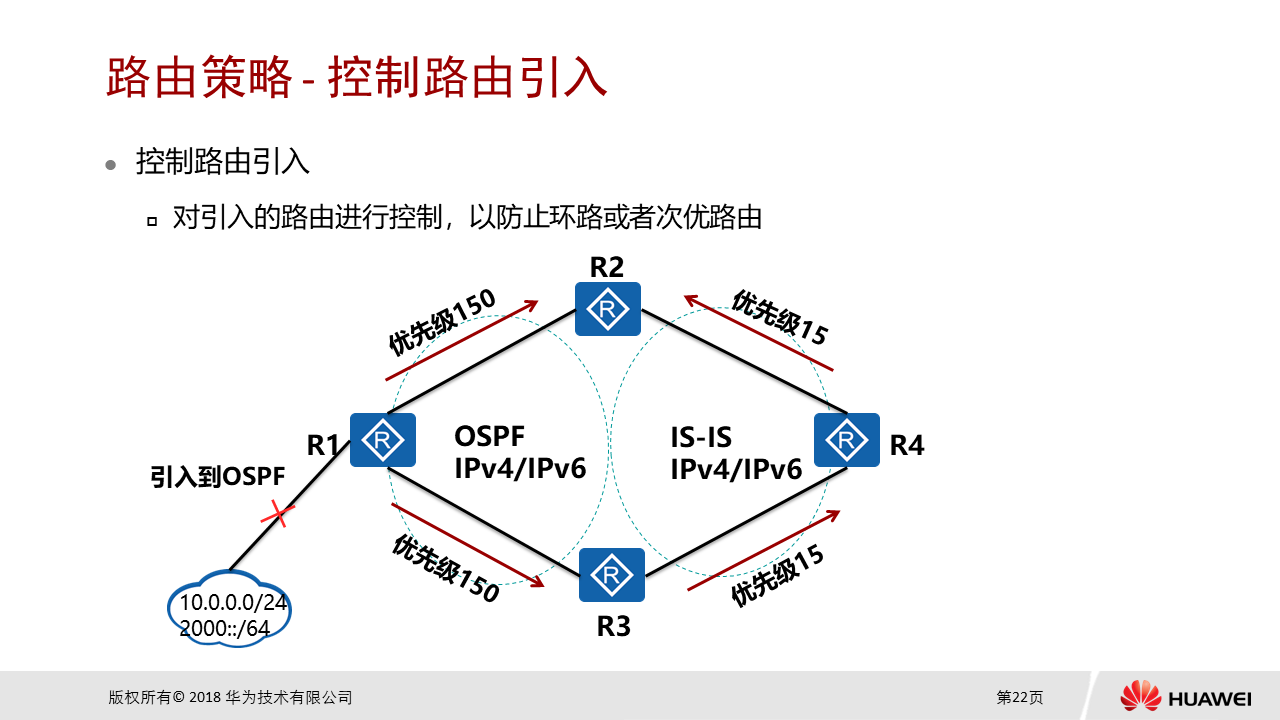 路由策略 - 控制路由引入
控制路由引入
对引入的路由进行控制，以防止环路或者次优路由
R2
优先级150
优先级15
R1
OSPF
IPv4/IPv6
IS-IS
IPv4/IPv6
R4
引入到OSPF
优先级150
优先级15
R3
10.0.0.0/24
2000::/64
版权所有© 2018 华为技术有限公司
第22页
HUAWEI